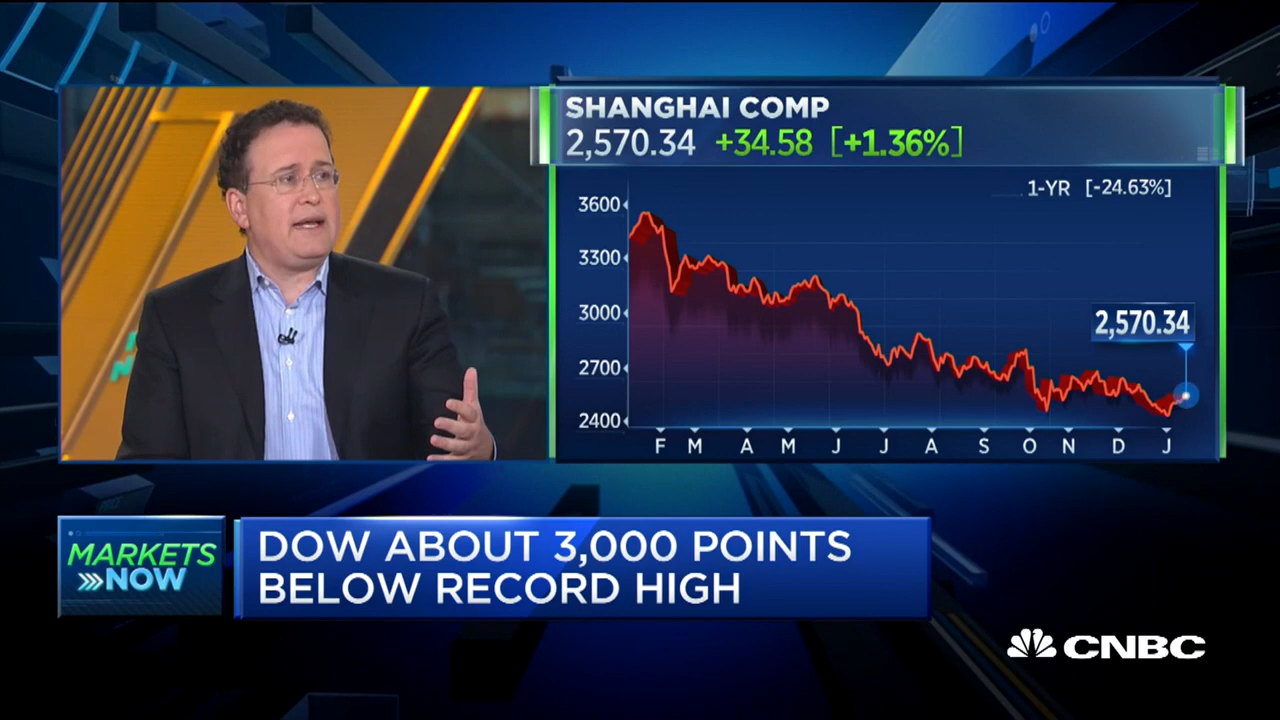 SHANGHAI COMP
2,570.34 +34.58 [+1.36%]
1-YR [-24.63%]
3600
3300
3000
2700
2400
2,570.34
F M A M J J A S O N D J
MARKETS
NOW
DOW ABOUT 3,000 POINTS
BELOW RECORD HIGH
CNBC